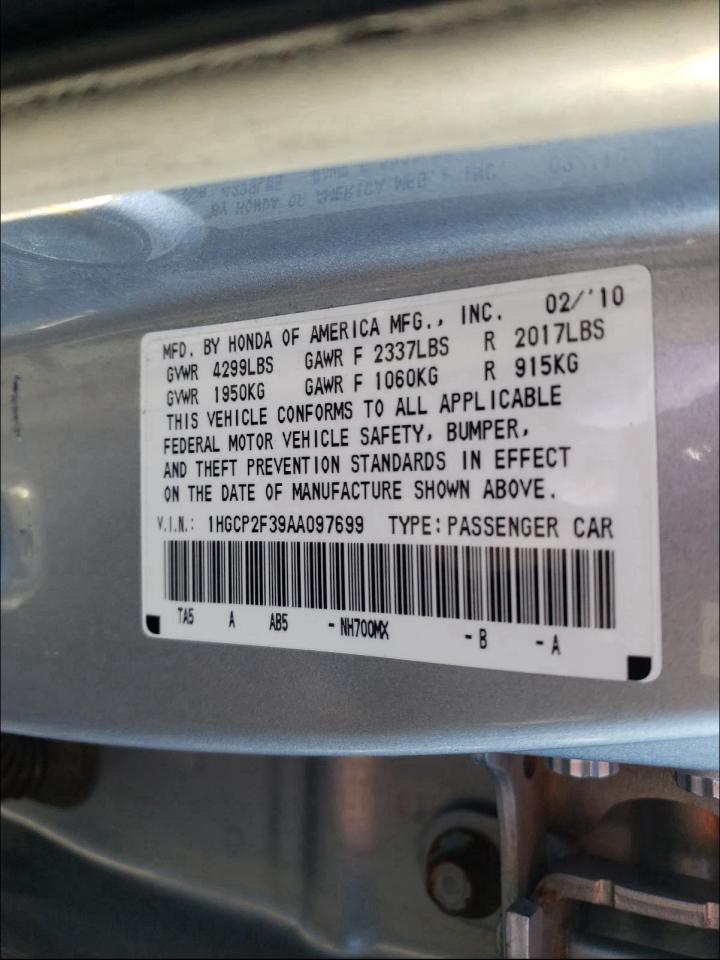 MFD. BY HONDA OF AMERICA MFG., INC. 02/'10
GVWR 4299LBS GAWR F 2337LBS R 2017LBS
GVWR 1950KG GAWR F 1060KG R 915KG
THIS VEHICLE CONFORMS TO ALL APPLICABLE
FEDERAL MOTOR VEHICLE SAFETY, BUMPER,
AND THEFT PREVENTION STANDARDS IN EFFECT
ON THE DATE OF MANUFACTURE SHOWN ABOVE.
V.I.N.: 1HGCP2F39AA097699 TYPE: PASSENGER CAR
TA5 A AB5 - NH700MX - B - A